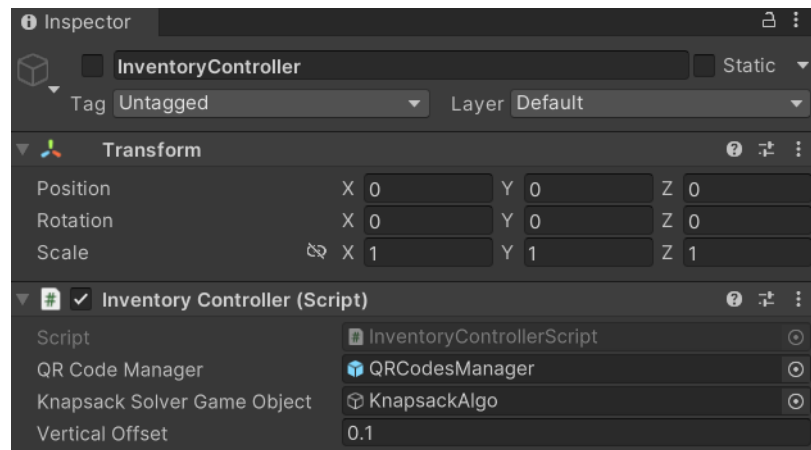 Inspector
InventoryController Static
Tag Untagged Layer Default
Transform
Position X 0 Y 0 Z 0
Rotation X 0 Y 0 Z 0
Scale X 1 Y 1 Z 1
# Inventory Controller (Script)
Script # InventoryControllerScript
QR Code Manager QRCodesManager
Knapsack Solver Game Object KnapsackAlgo
Vertical Offset 0.1